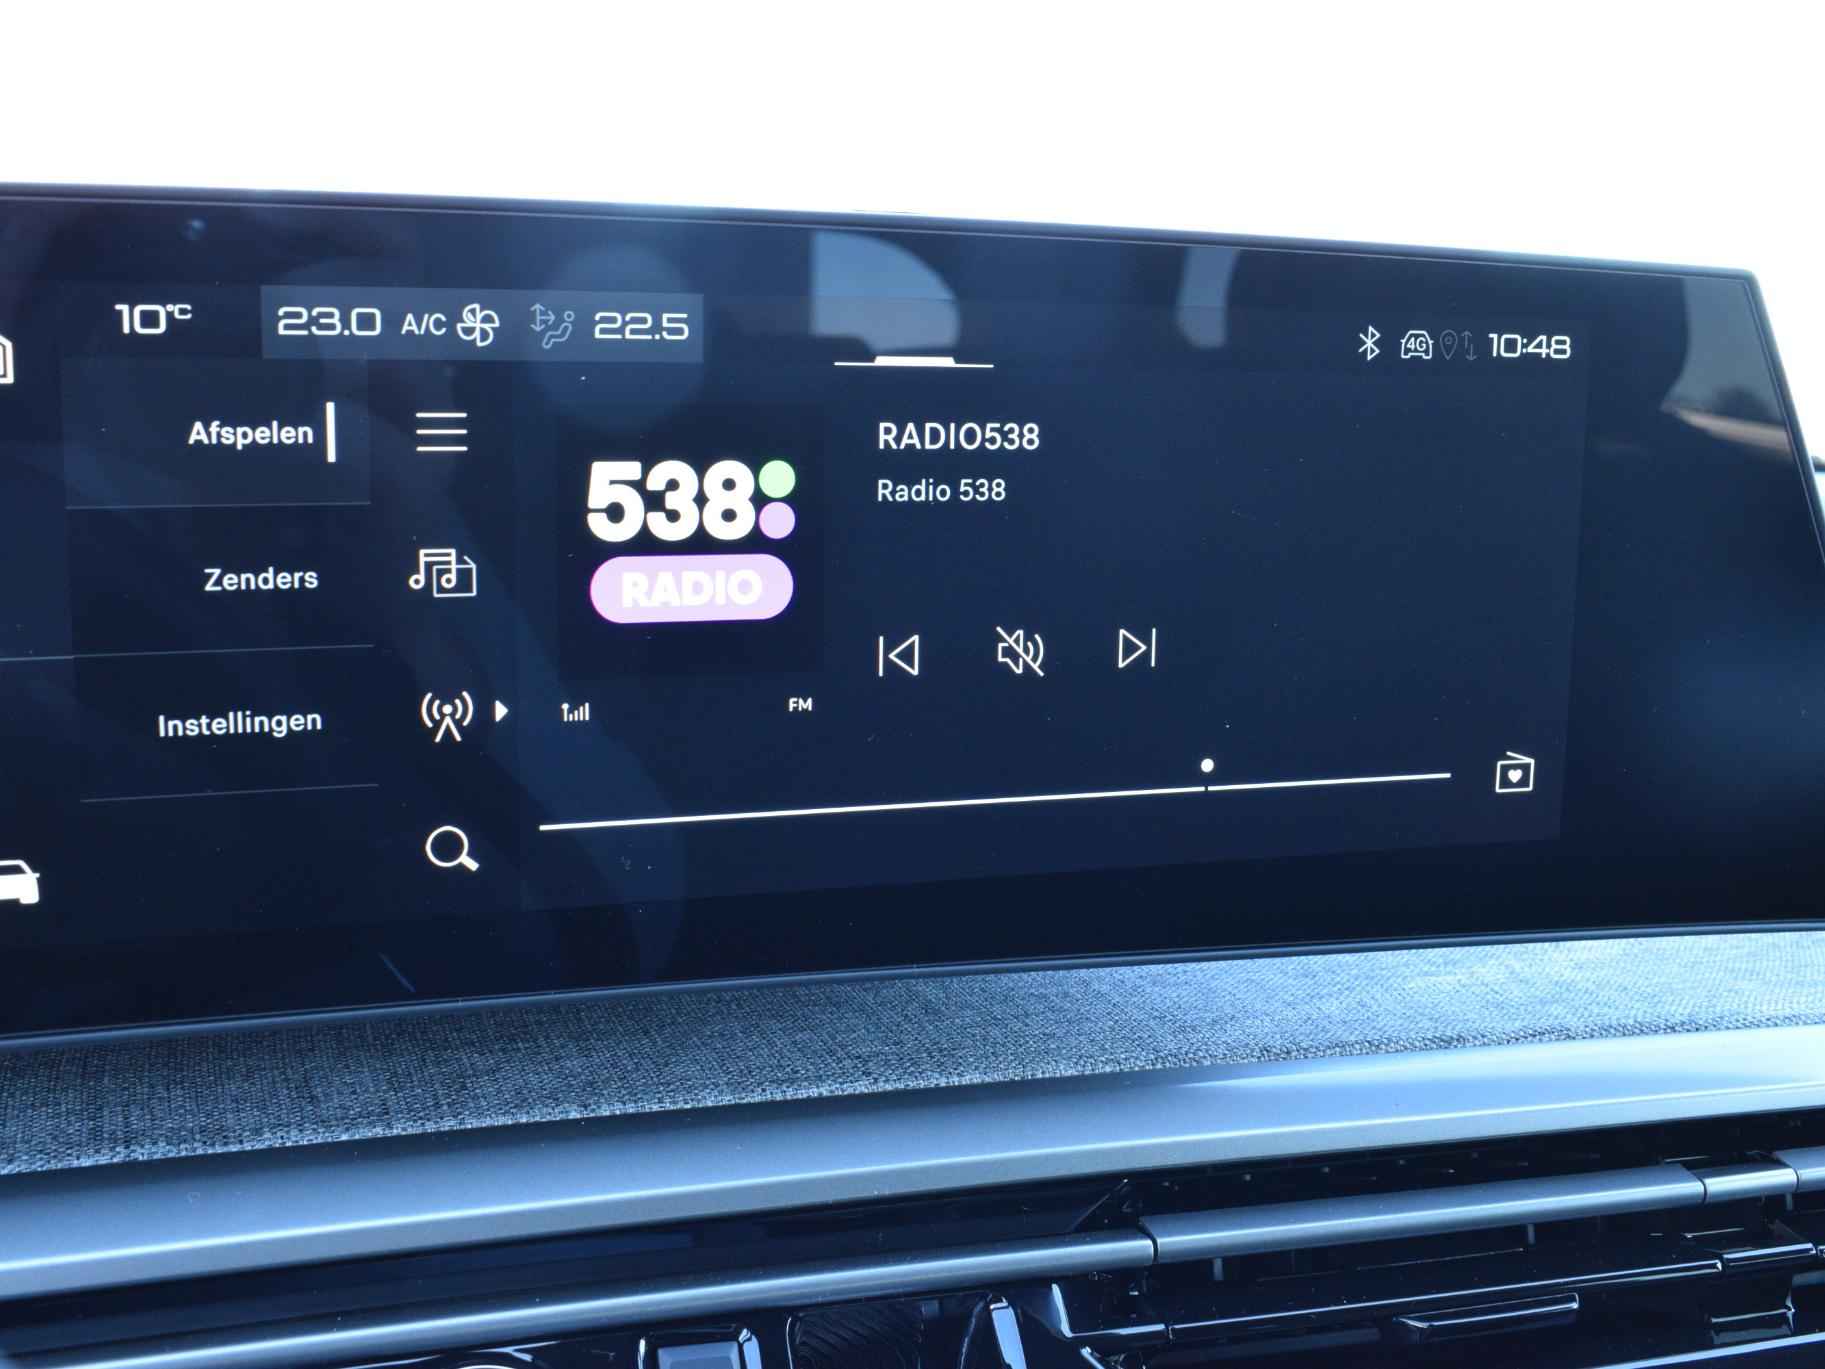 10°C 23.0 A/C 22.5
4G 10:48
Afspelen
Zenders
Instellingen
538
RADIO
FM
RADIO538
Radio 538